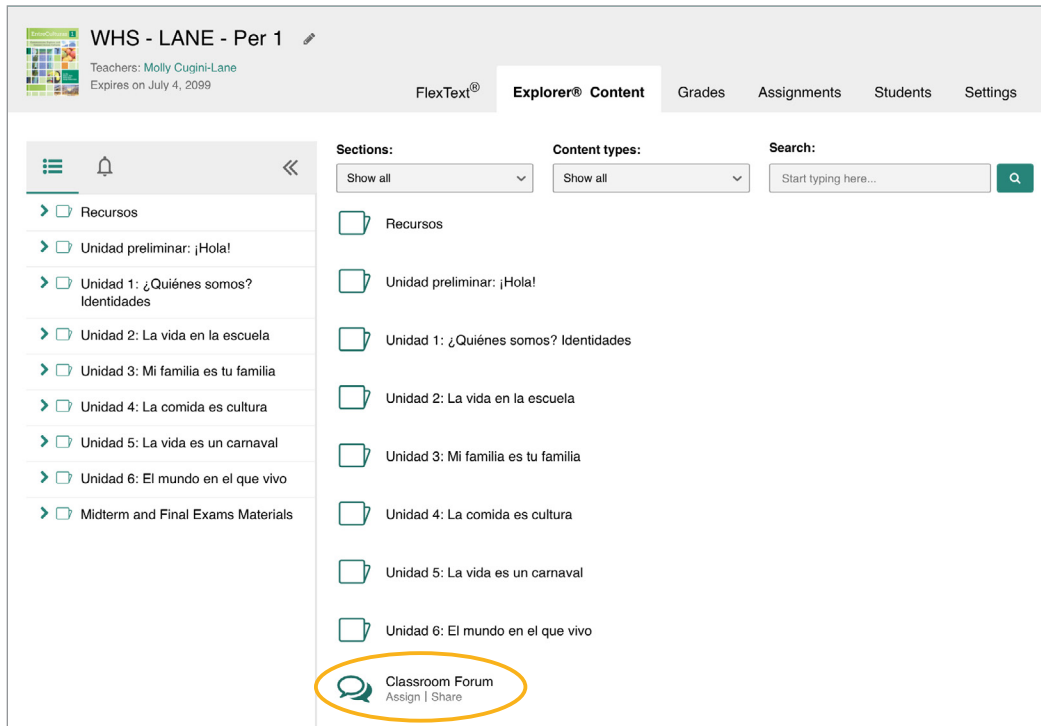 EntreCulturas 1
WHS - LANE - Per 1
Teachers: Molly Cugini-Lane
Expires on July 4, 2099
FlexText®
Explorer® Content
Grades
Assignments
Students
Settings
Recursos
Unidad preliminar: ¡Hola!
Unidad 1: ¿Quiénes somos?
Identidades
Unidad 2: La vida en la escuela
Unidad 3: Mi familia es tu familia
Unidad 4: La comida es cultura
Unidad 5: La vida es un carnaval
Unidad 6: El mundo en el que vivo
Midterm and Final Exams Materials
Sections:
Content types:
Search:
Show all
Show all
Start typing here...
Recursos
Unidad preliminar: ¡Hola!
Unidad 1: ¿Quiénes somos? Identidades
Unidad 2: La vida en la escuela
Unidad 3: Mi familia es tu familia
Unidad 4: La comida es cultura
Unidad 5: La vida es un carnaval
Unidad 6: El mundo en el que vivo
Classroom Forum
Assign | Share